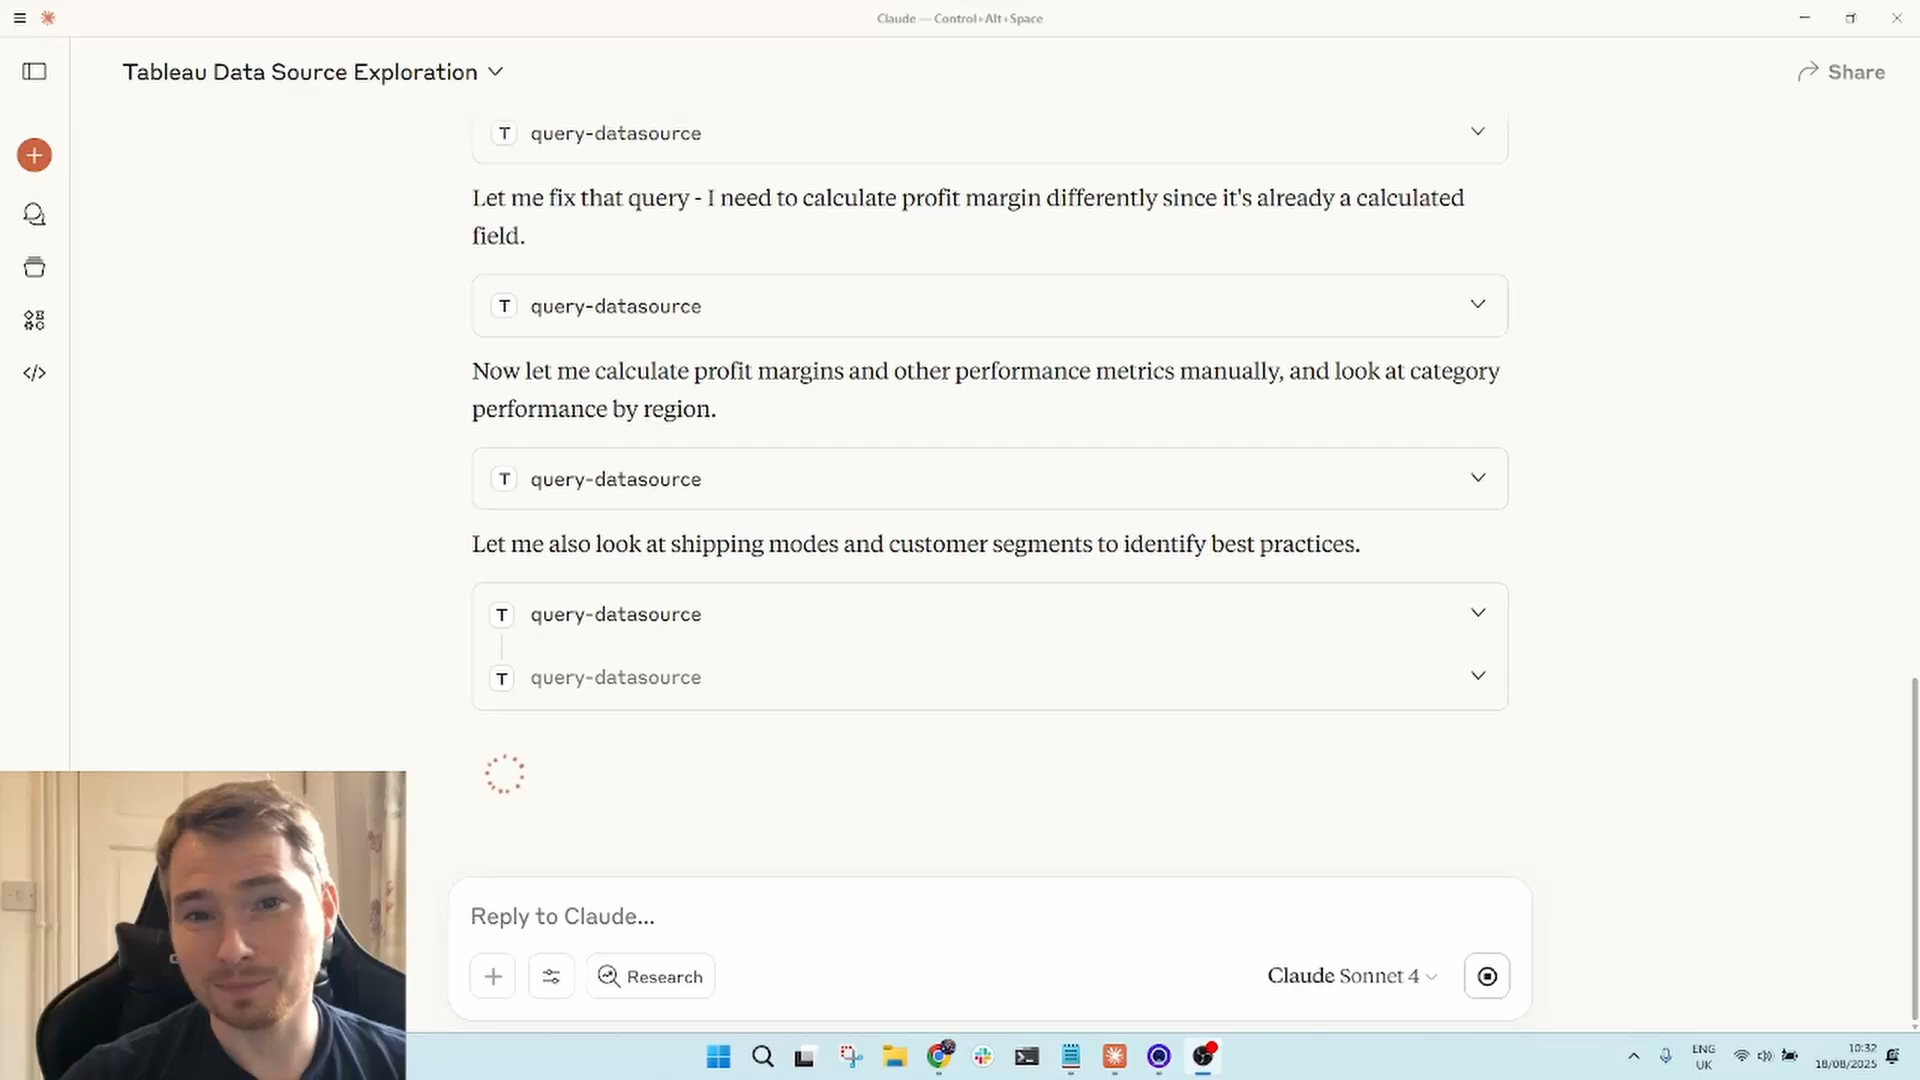 Claude — Control+Alt+Space
Tableau Data Source Exploration
Share
T query-datasource
Let me fix that query - I need to calculate profit margin differently since it's already a calculated
field.
T query-datasource
Now let me calculate profit margins and other performance metrics manually, and look at category
performance by region.
T query-datasource
Let me also look at shipping modes and customer segments to identify best practices.
T query-datasource
T query-datasource
Reply to Claude...
Research
Claude Sonnet 4
ENG
UK
10:32
18/08/2025